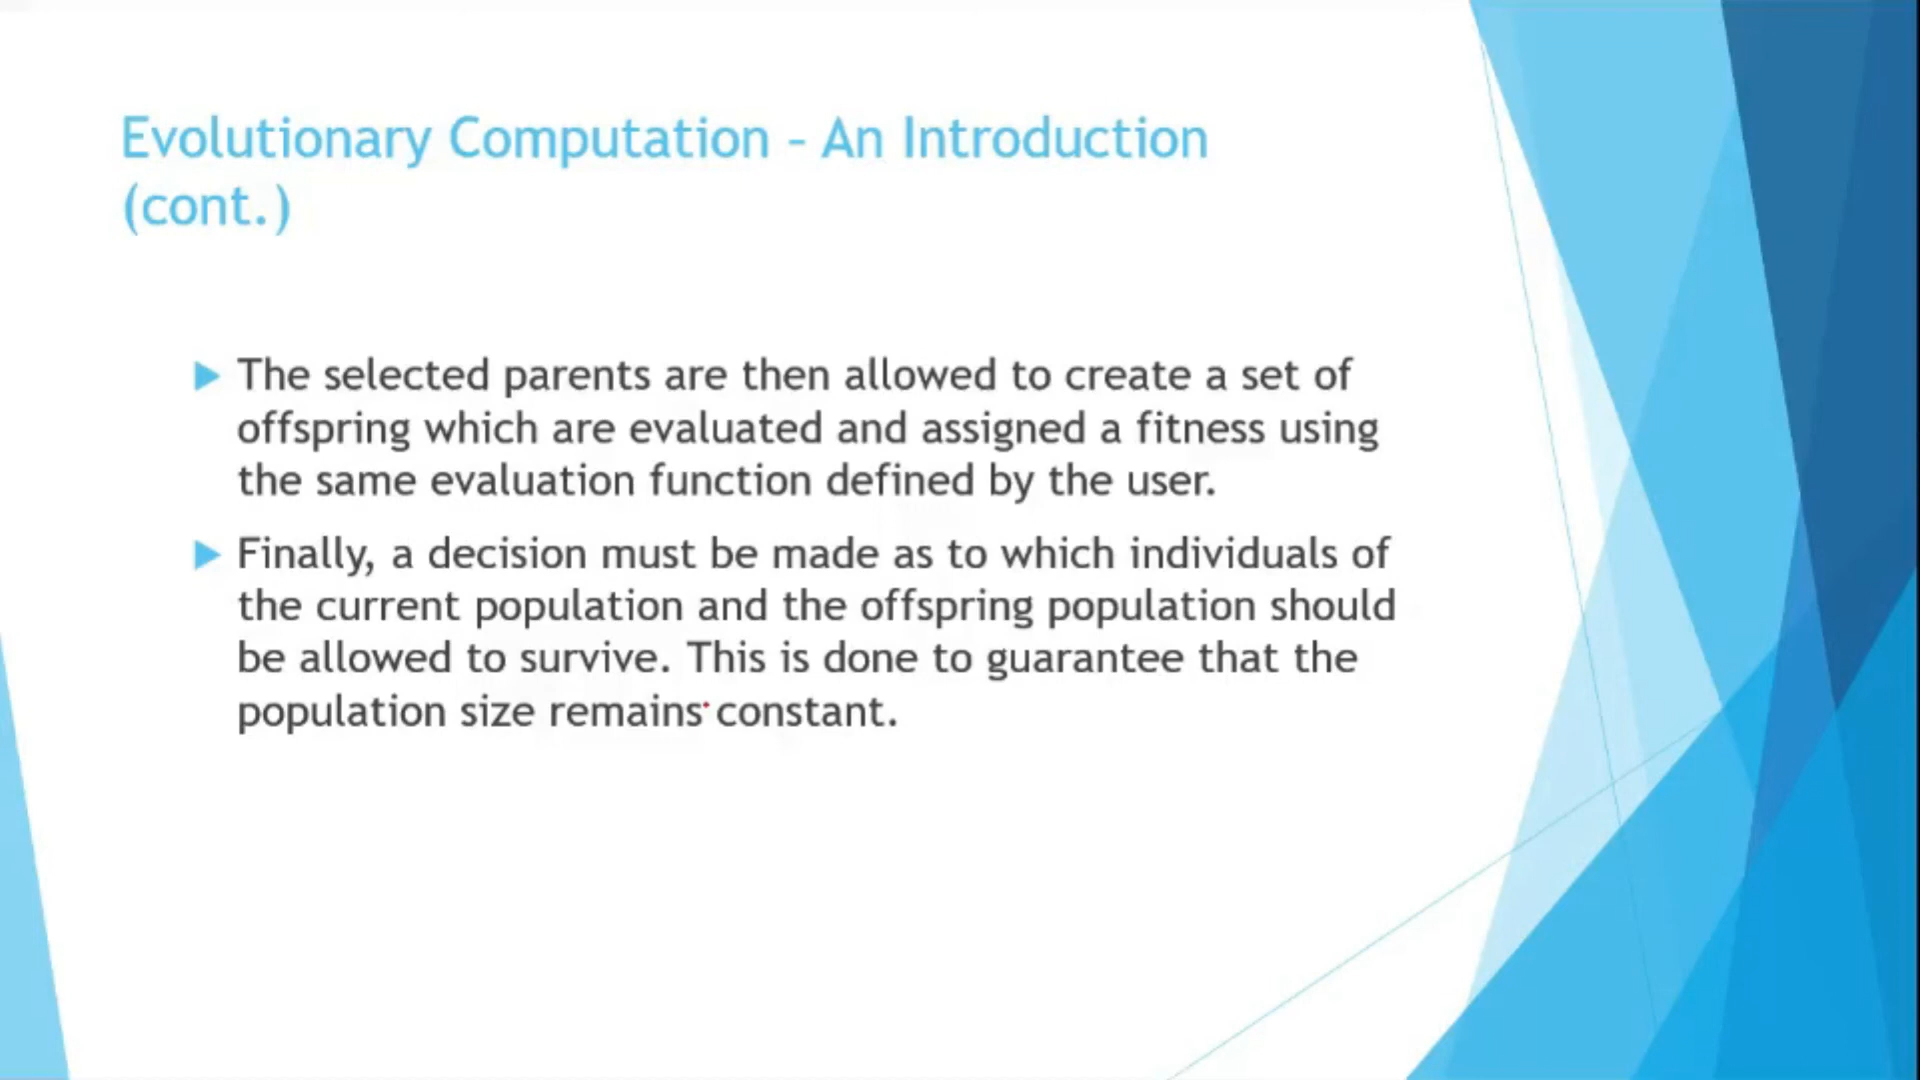 Evolutionary Computation – An Introduction
(cont.)
The selected parents are then allowed to create a set of
offspring which are evaluated and assigned a fitness using
the same evaluation function defined by the user.
Finally, a decision must be made as to which individuals of
the current population and the offspring population should
be allowed to survive. This is done to guarantee that the
population size remains constant.